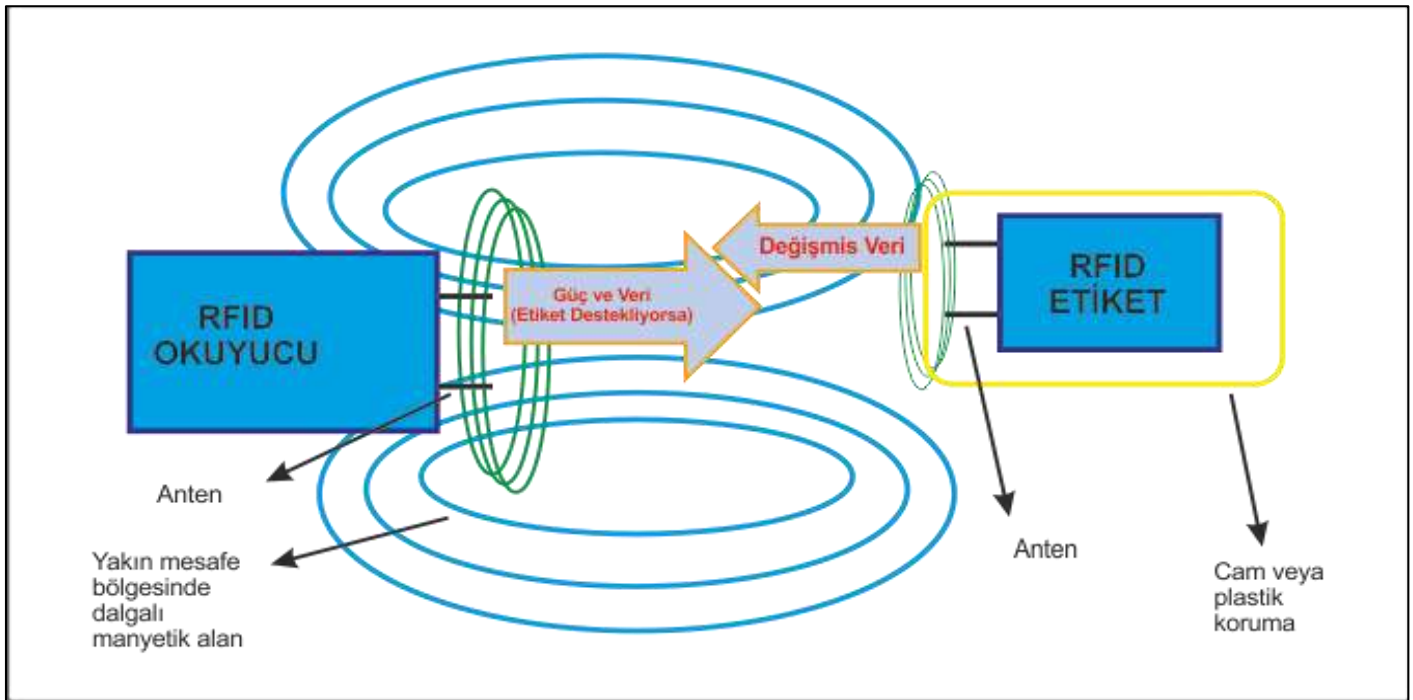 Değişmis Veri
RFID
ETİKET
Güç ve Veri
(Etiket Destekliyorsa)
RFID
OKUYUCU
Anten
Yakın mesafe
bölgesinde
dalgalı
manyetik alan
Anten
Cam veya
plastik
koruma